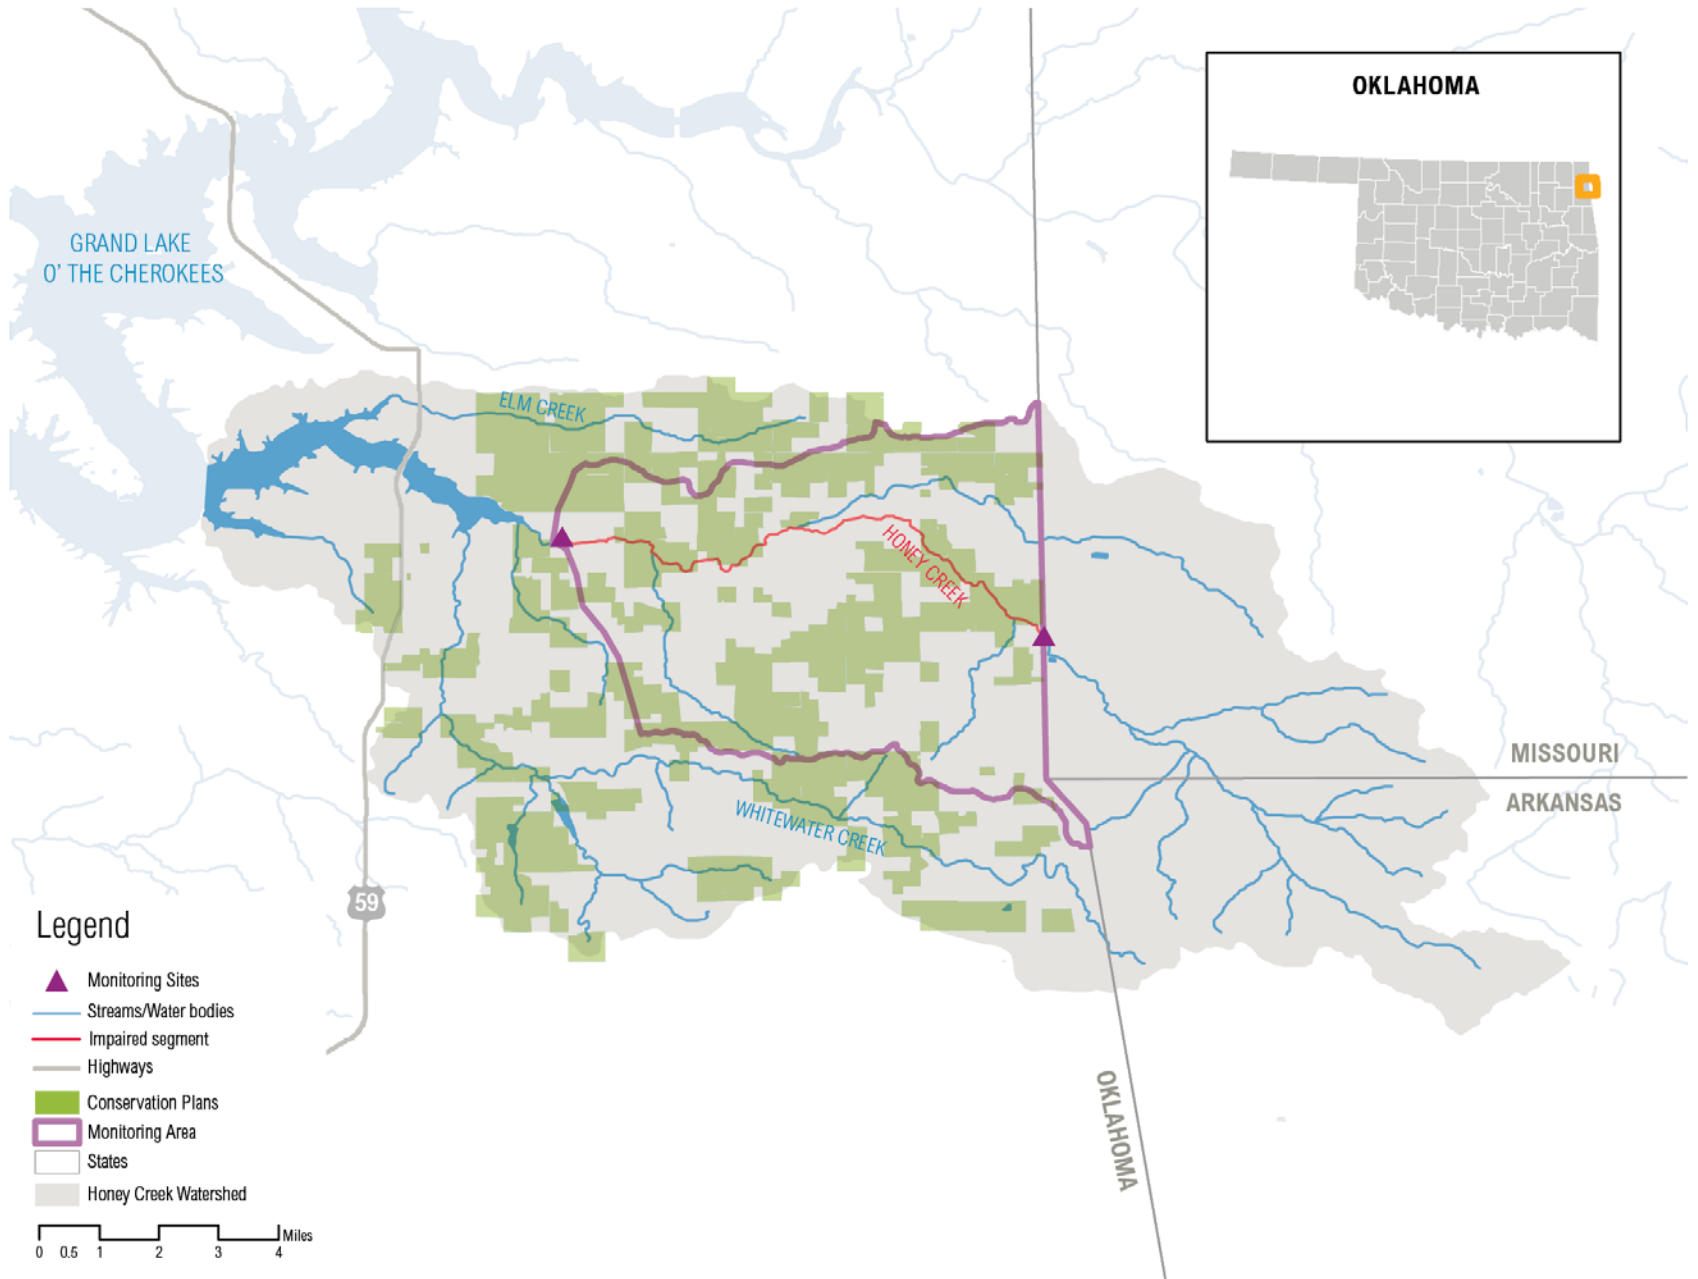 OKLAHOMA
GRAND LAKE
O' THE CHEROKEES
ELM CREEK
HONEY CREEK
WHITEWATER CREEK
MISSOURI
ARKANSAS
OKLAHOMA
59
Legend
Monitoring Sites
Streams/Water bodies
Impaired segment
Highways
Conservation Plans
Monitoring Area
States
Honey Creek Watershed
Miles
0 0.5 1 2 3 4